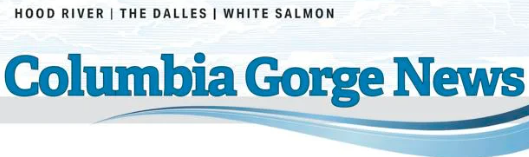 HOOD RIVER | THE DALLES | WHITE SALMON
Columbia Gorge News